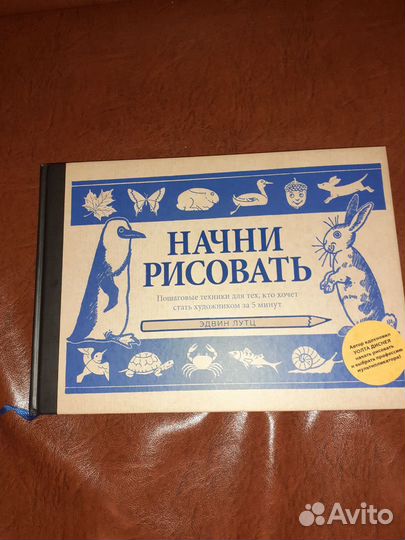 НАЧНИ
РИСОВАТЬ
Пошаговые техники для тех, кто хочет
стать художником за 5 минут
ЭДВИН ЛУТЦ
Автор вдохновил
УОЛТА ДИСНЕЯ
начать рисовать
и выбрать профессию
мультипликатора!
Avito